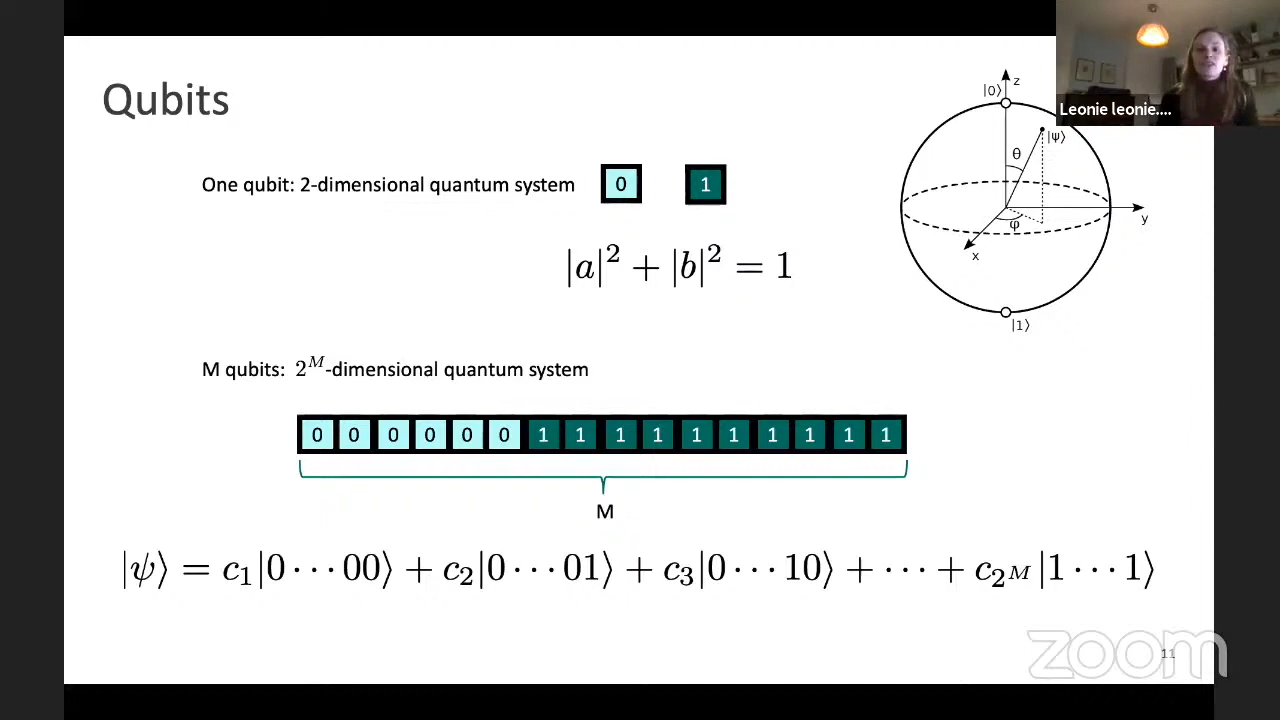 Qubits
|0⟩ z
Leonie leonie....
|ψ⟩
θ
One qubit: 2-dimensional quantum system 0 1
y
φ
x
|a|² + |b|² = 1
|1⟩
M qubits: 2^M-dimensional quantum system
0 0 0 0 0 0 1 1 1 1 1 1 1 1 1 1
M
|ψ⟩ = c₁|0⋯00⟩ + c₂|0⋯01⟩ + c₃|0⋯10⟩ + ⋯ + c_{2^M}|1⋯1⟩
zoom
11